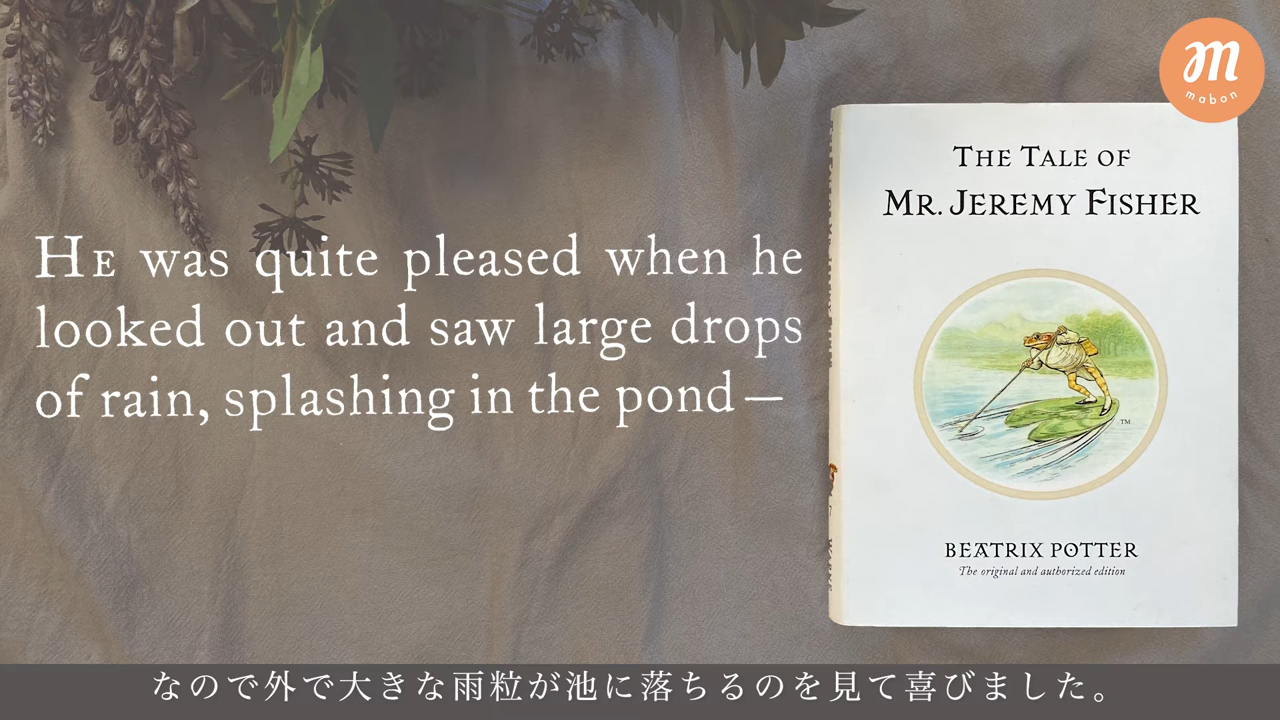 HE was quite pleased when he
looked out and saw large drops
of rain, splashing in the pond—
m
mabon
THE TALE OF
MR. JEREMY FISHER
TM
BEATRIX POTTER
The original and authorized edition
なので外で大きな雨粒が池に落ちるのを見て喜びました。